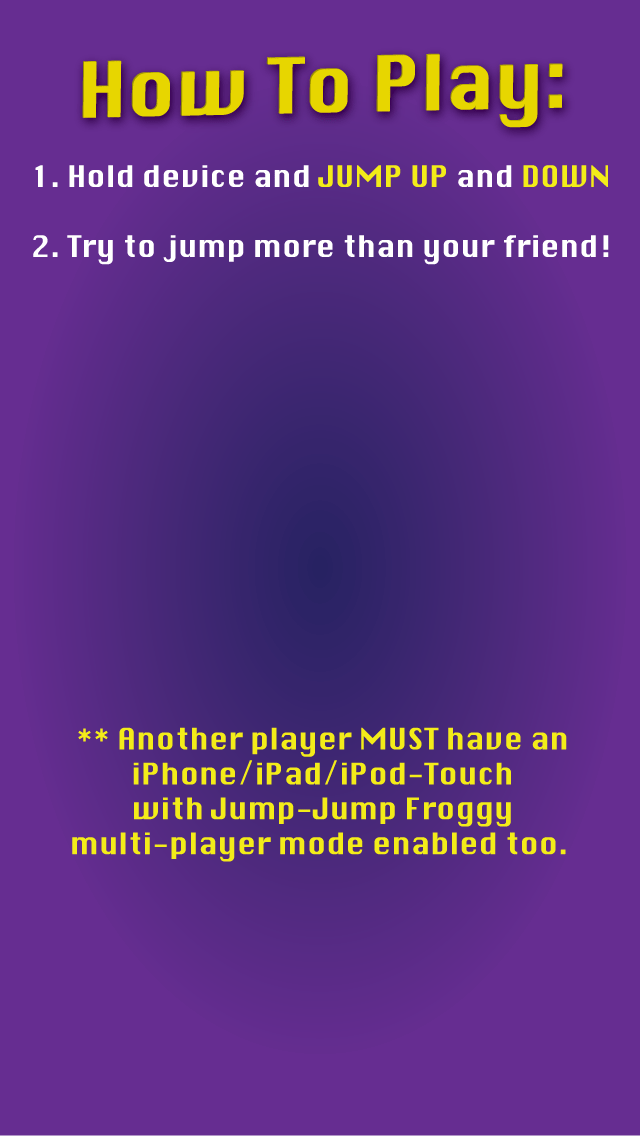 How To Play:
1. Hold device and JUMP UP and DOWN
2. Try to jump more than your friend!
** Another player MUST have an
iPhone/iPad/iPod-Touch
with Jump-Jump Froggy
multi-player mode enabled too.